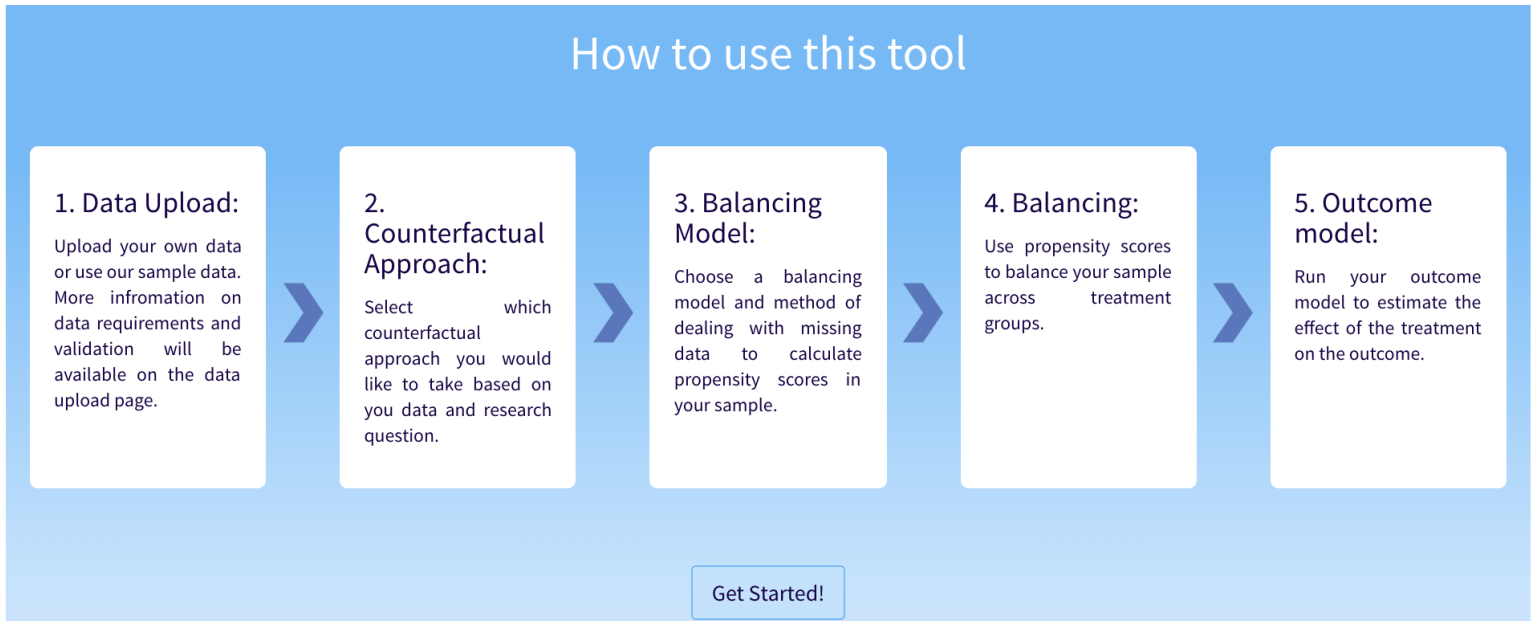 How to use this tool
1. Data Upload:
Upload your own data
or use our sample data.
More infromation on
data requirements and
validation will be
available on the data
upload page.
2.
Counterfactual
Approach:
Select which
counterfactual
approach you would
like to take based on
you data and research
question.
3. Balancing
Model:
Choose a balancing
model and method of
dealing with missing
data to calculate
propensity scores in
your sample.
4. Balancing:
Use propensity scores
to balance your sample
across treatment
groups.
5. Outcome
model:
Run your outcome
model to estimate the
effect of the treatment
on the outcome.
Get Started!